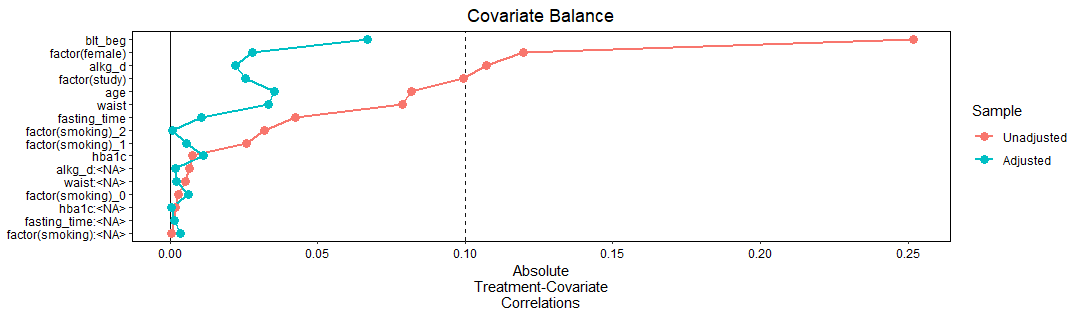 Covariate Balance
blt_beg
factor(female)
alkg_d
factor(study)
age
waist
fasting_time
factor(smoking)_2
factor(smoking)_1
hba1c
alkg_d:<NA>
waist:<NA>
factor(smoking)_0
hba1c:<NA>
fasting_time:<NA>
factor(smoking):<NA>
0.00 0.05 0.10 0.15 0.20 0.25
Absolute
Treatment-Covariate
Correlations
Sample
Unadjusted
Adjusted